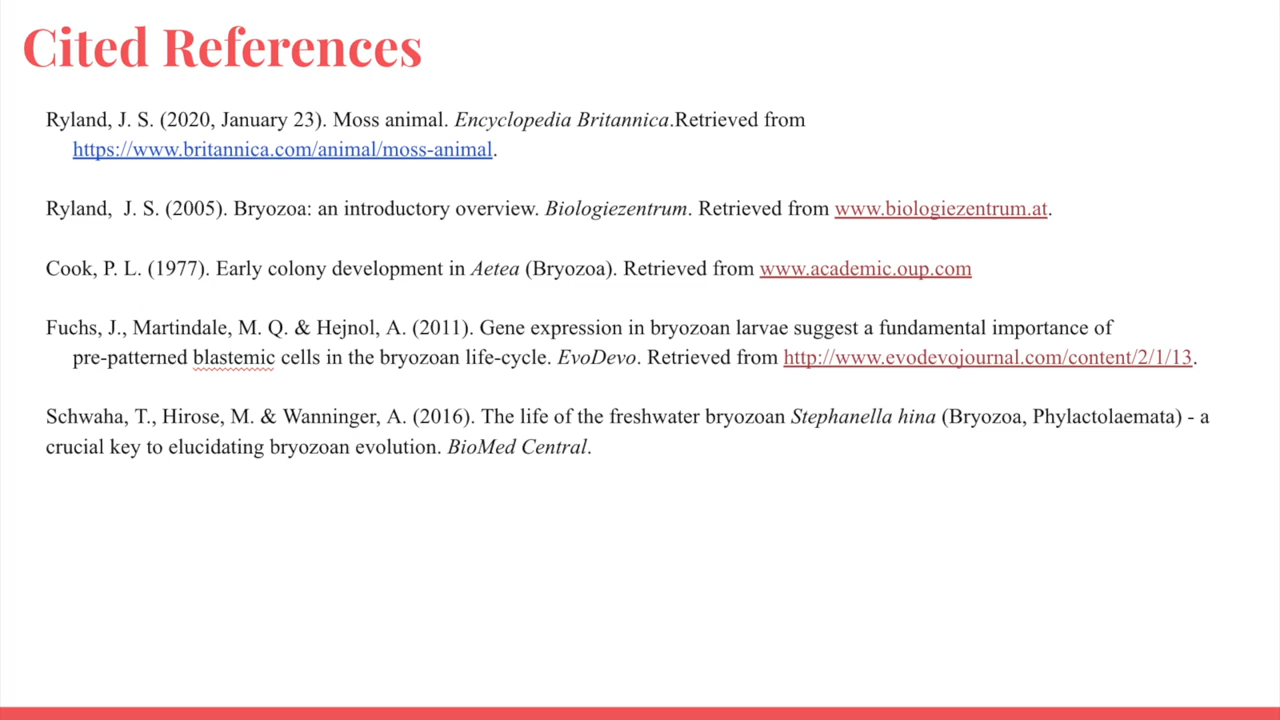 Cited References
Ryland, J. S. (2020, January 23). Moss animal. Encyclopedia Britannica.Retrieved from
https://www.britannica.com/animal/moss-animal.
Ryland,  J. S. (2005). Bryozoa: an introductory overview. Biologiezentrum. Retrieved from www.biologiezentrum.at.
Cook, P. L. (1977). Early colony development in Aetea (Bryozoa). Retrieved from www.academic.oup.com
Fuchs, J., Martindale, M. Q. & Hejnol, A. (2011). Gene expression in bryozoan larvae suggest a fundamental importance of
pre-patterned blastemic cells in the bryozoan life-cycle. EvoDevo. Retrieved from http://www.evodevojournal.com/content/2/1/13.
Schwaha, T., Hirose, M. & Wanninger, A. (2016). The life of the freshwater bryozoan Stephanella hina (Bryozoa, Phylactolaemata) - a
crucial key to elucidating bryozoan evolution. BioMed Central.